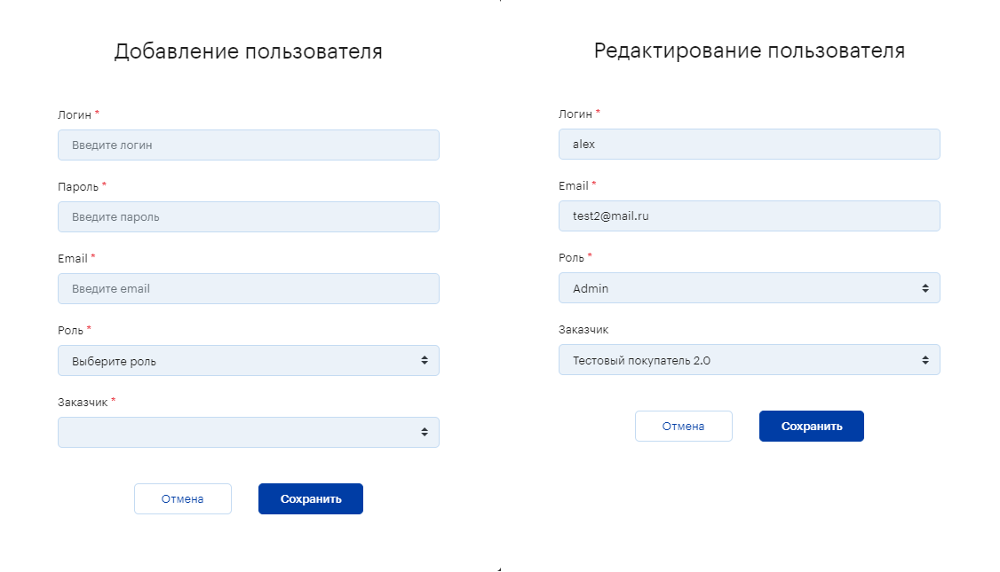 Добавление пользователя
Логин *
Введите логин
Пароль *
Введите пароль
Email *
Введите email
Роль *
Выберите роль
Заказчик *
Отмена
Сохранить
Редактирование пользователя
Логин *
alex
Email *
test2@mail.ru
Роль *
Admin
Заказчик
Тестовый покупатель 2.0
Отмена
Сохранить